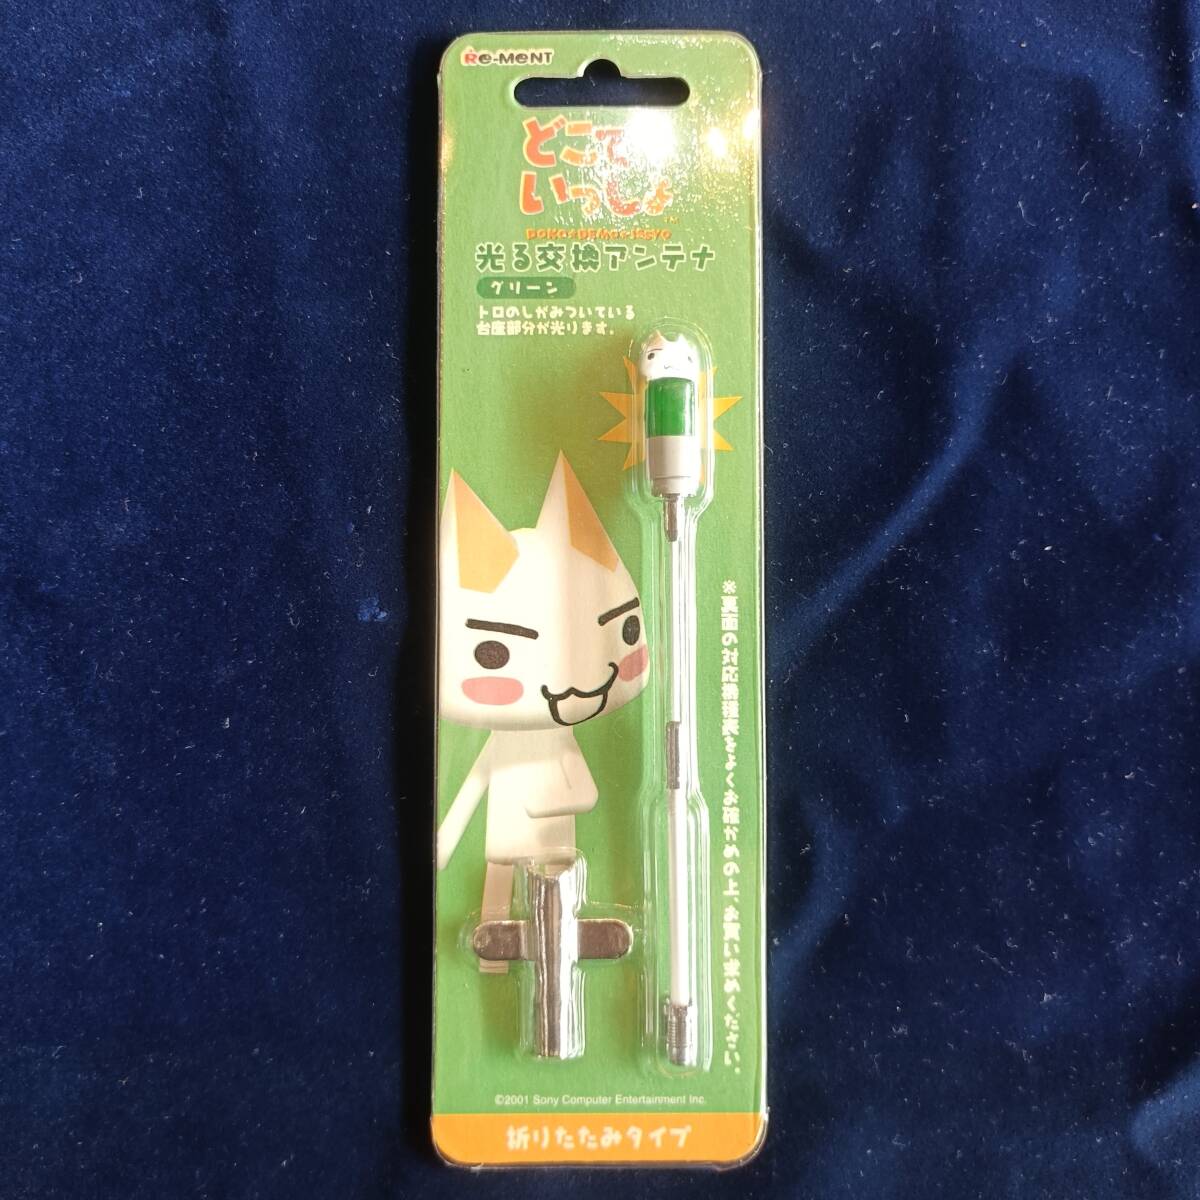 Re-MeNT
どこでも
いっしょ
DOKO・DEMO・ISSYO
光る交換アンテナ
グリーン
トロのしがみついている
台座部分が光ります。
※裏面の対応機種表をよくお確かめの上、お買い求めください。
©2001 Sony Computer Entertainment Inc.
折りたたみタイプ